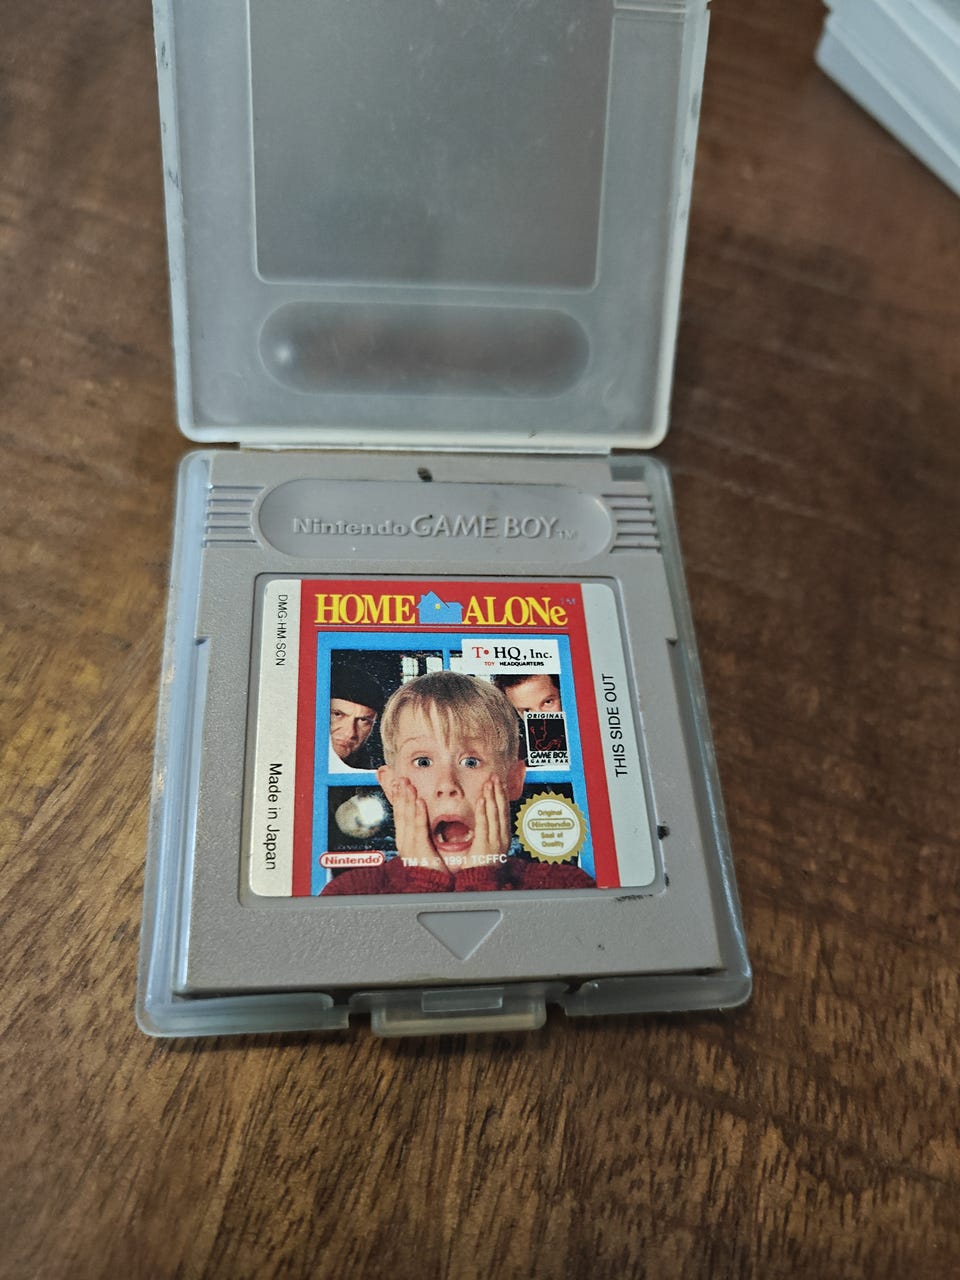 Nintendo GAME BOY TM
DMG-HM-SCN
Made in Japan
HOME ALONe TM
T•HQ, Inc.
TOY HEADQUARTERS
ORIGINAL
GAME BOY
GAME PAK
Original
Nintendo
Seal of
Quality
Nintendo
TM & © 1991 TCFFC
THIS SIDE OUT